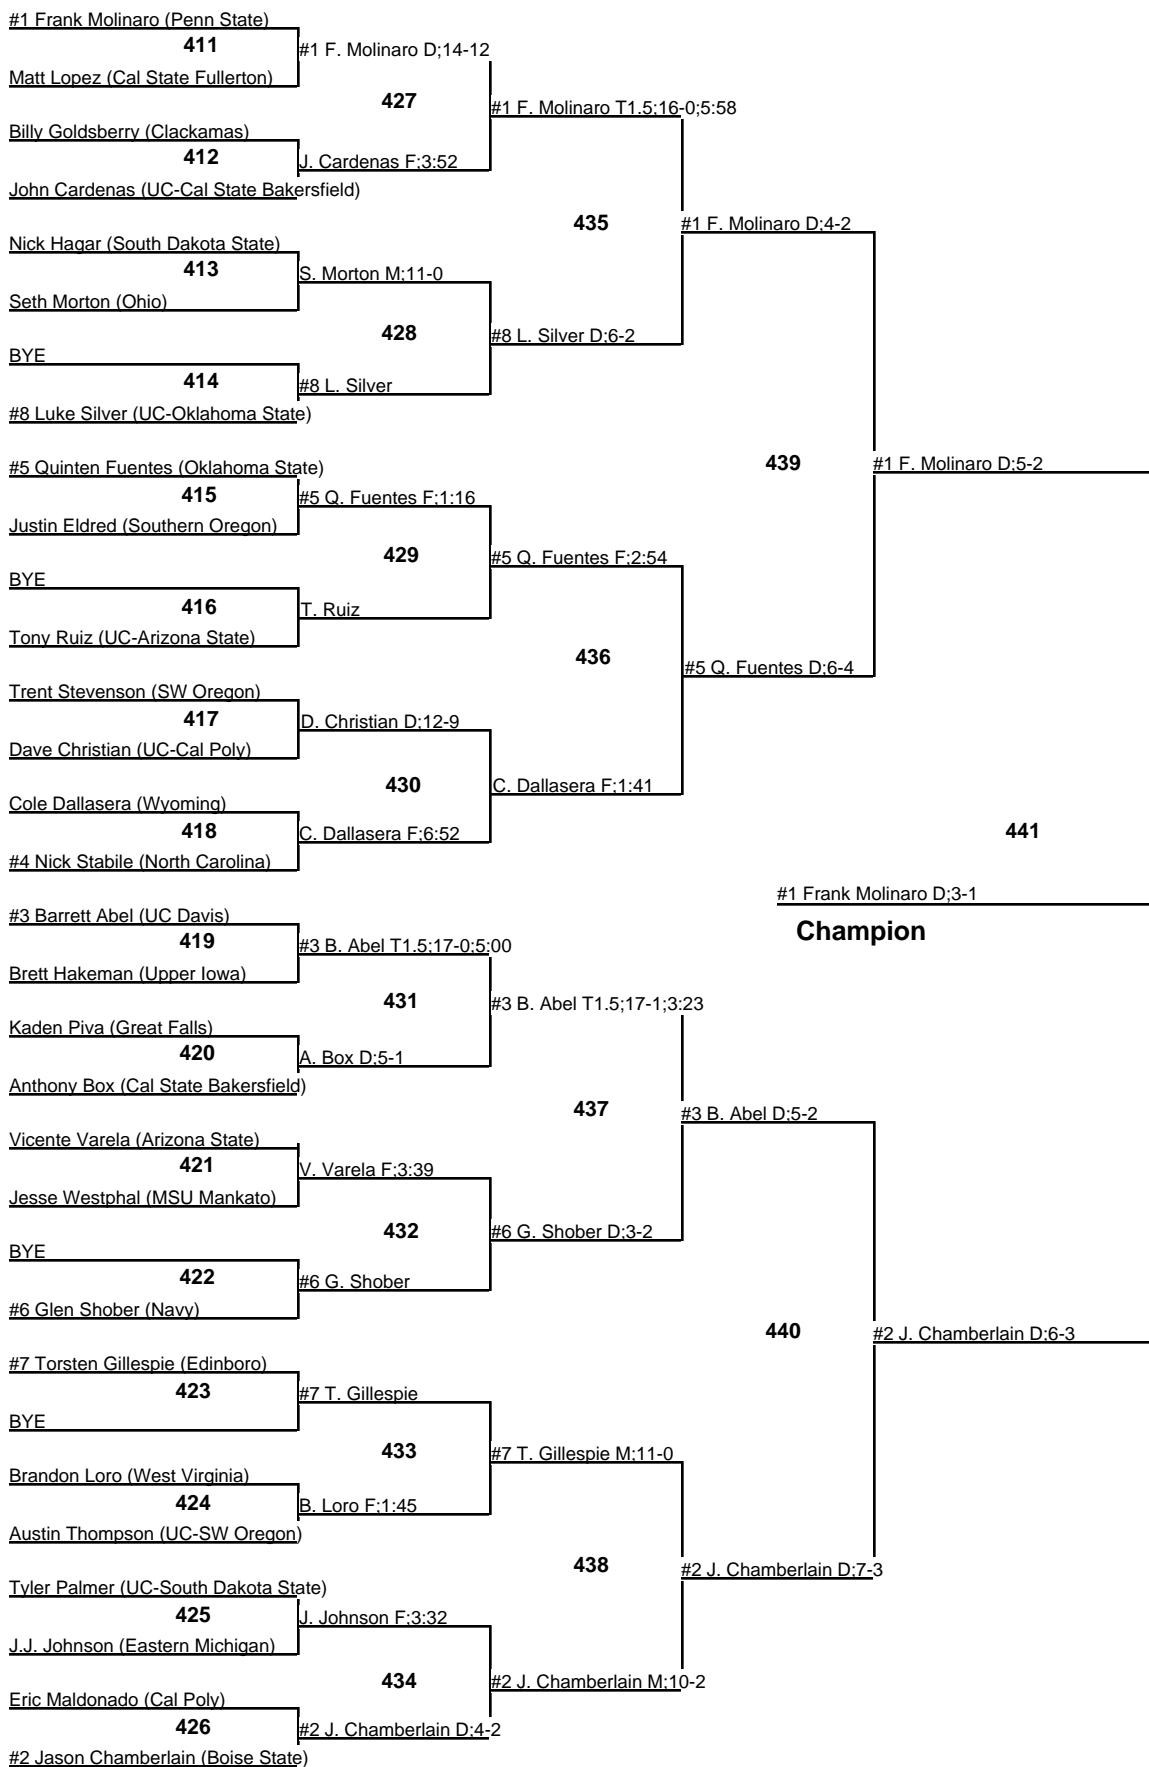 #1 Frank Molinaro (Penn State)
411
#1 F. Molinaro D;14-12
Matt Lopez (Cal State Fullerton)
427
#1 F. Molinaro T1.5;16-0;5:58
Billy Goldsberry (Clackamas)
412
J. Cardenas F;3:52
John Cardenas (UC-Cal State Bakersfield)
435
#1 F. Molinaro D;4-2
Nick Hagar (South Dakota State)
413
S. Morton M;11-0
Seth Morton (Ohio)
428
#8 L. Silver D;6-2
BYE
414
#8 L. Silver
#8 Luke Silver (UC-Oklahoma State)
439
#1 F. Molinaro D;5-2
#5 Quinten Fuentes (Oklahoma State)
415
#5 Q. Fuentes F;1:16
Justin Eldred (Southern Oregon)
429
#5 Q. Fuentes F;2:54
BYE
416
T. Ruiz
Tony Ruiz (UC-Arizona State)
436
#5 Q. Fuentes D;6-4
Trent Stevenson (SW Oregon)
417
D. Christian D;12-9
Dave Christian (UC-Cal Poly)
430
C. Dallasera F;1:41
Cole Dallasera (Wyoming)
418
C. Dallasera F;6:52
#4 Nick Stabile (North Carolina)
441
#1 Frank Molinaro D;3-1
Champion
#3 Barrett Abel (UC Davis)
419
#3 B. Abel T1.5;17-0;5:00
Brett Hakeman (Upper Iowa)
431
#3 B. Abel T1.5;17-1;3:23
Kaden Piva (Great Falls)
420
A. Box D;5-1
Anthony Box (Cal State Bakersfield)
437
#3 B. Abel D;5-2
Vicente Varela (Arizona State)
421
V. Varela F;3:39
Jesse Westphal (MSU Mankato)
432
#6 G. Shober D;3-2
BYE
422
#6 G. Shober
#6 Glen Shober (Navy)
440
#2 J. Chamberlain D;6-3
#7 Torsten Gillespie (Edinboro)
423
#7 T. Gillespie
BYE
433
#7 T. Gillespie M;11-0
Brandon Loro (West Virginia)
424
B. Loro F;1:45
Austin Thompson (UC-SW Oregon)
438
#2 J. Chamberlain D;7-3
Tyler Palmer (UC-South Dakota State)
425
J. Johnson F;3:32
J.J. Johnson (Eastern Michigan)
434
#2 J. Chamberlain M;10-2
Eric Maldonado (Cal Poly)
426
#2 J. Chamberlain D;4-2
#2 Jason Chamberlain (Boise State)